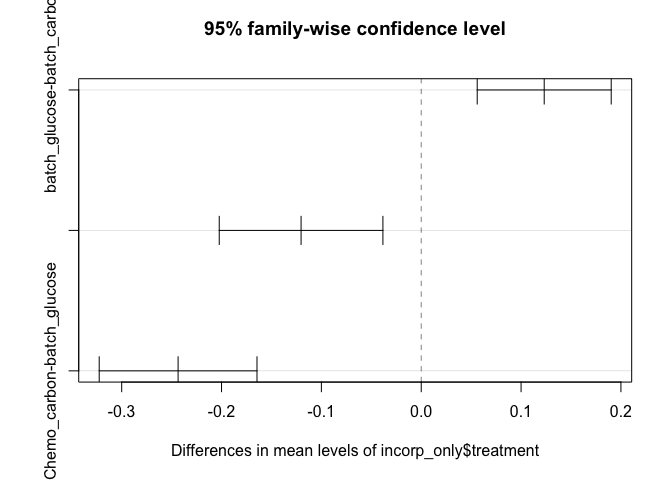 95% family-wise confidence level
batch_glucose-batch_carbo
Chemo_carbon-batch_glucose
-0.3 -0.2 -0.1 0.0 0.1 0.2
Differences in mean levels of incorp_only$treatment